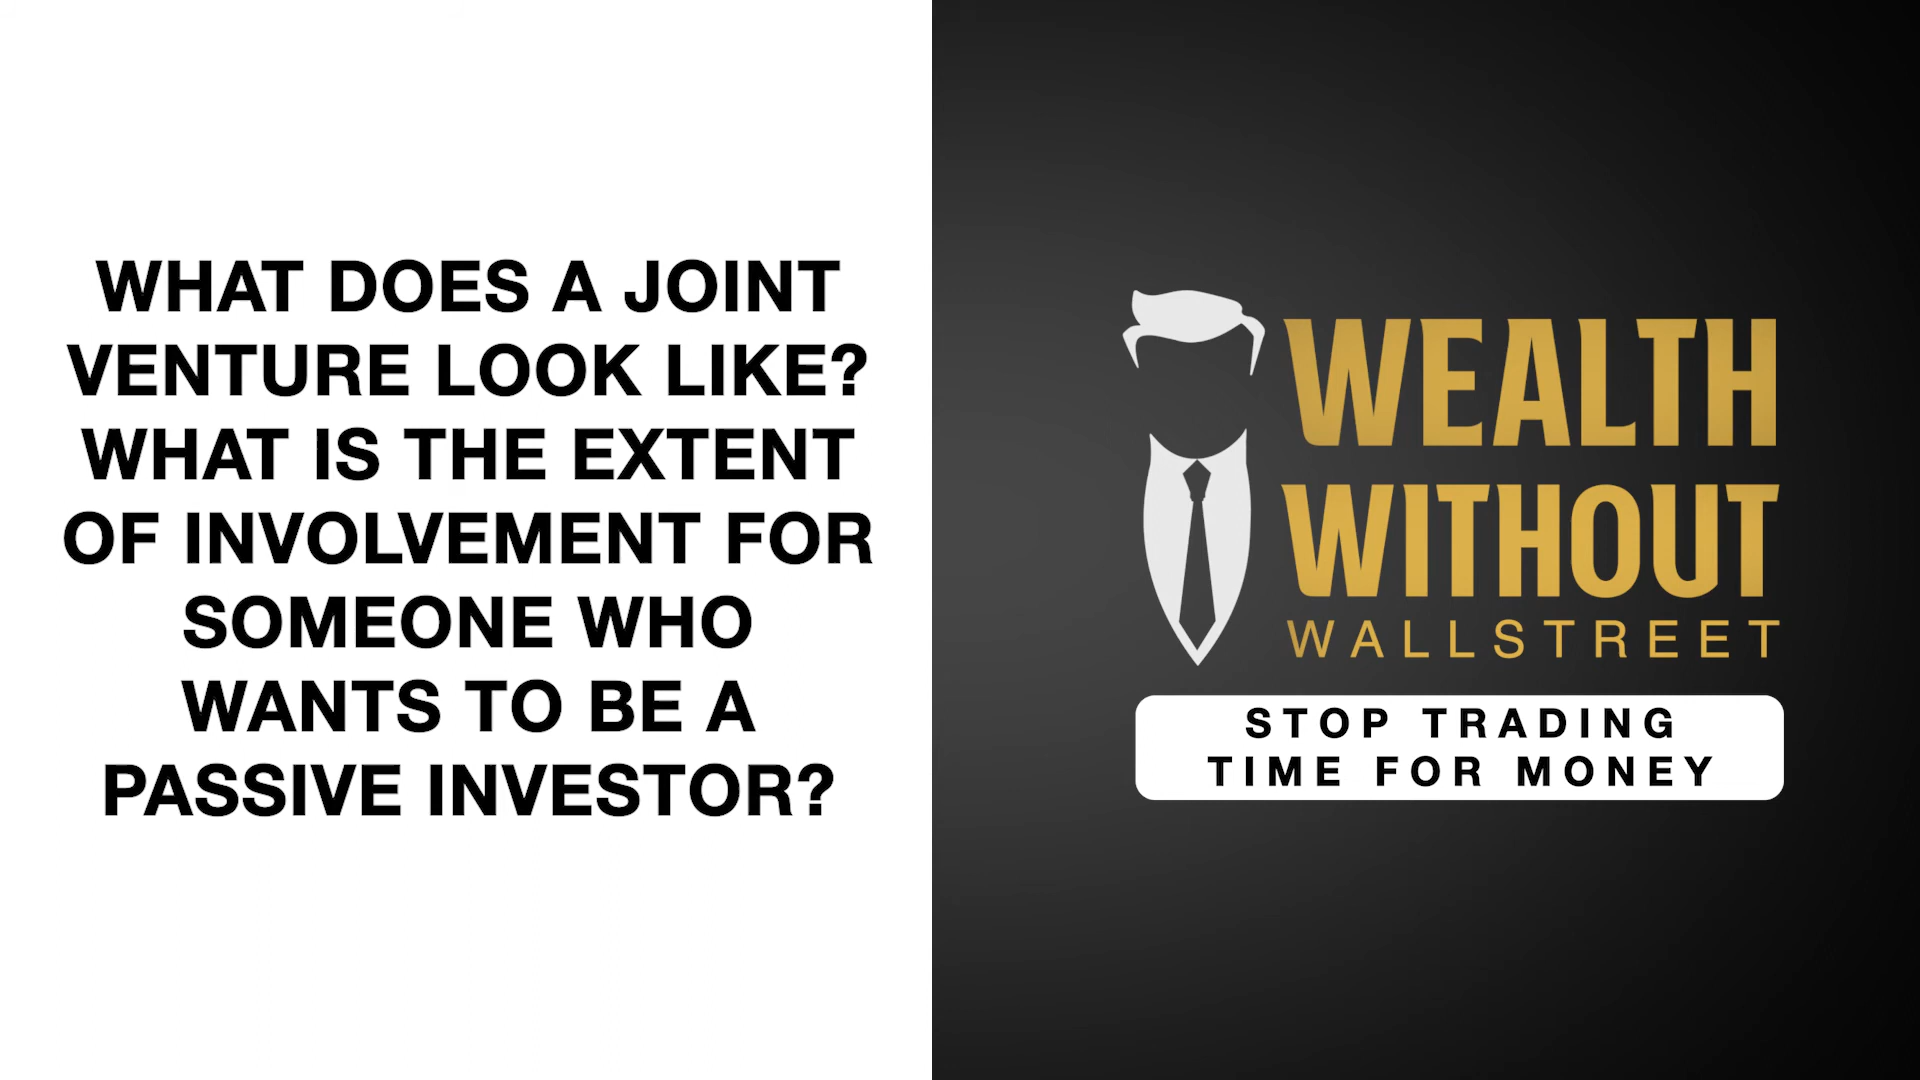 WHAT DOES A JOINT
VENTURE LOOK LIKE?
WHAT IS THE EXTENT
OF INVOLVEMENT FOR
SOMEONE WHO
WANTS TO BE A
PASSIVE INVESTOR?
WEALTH
WITHOUT
WALLSTREET
STOP TRADING
TIME FOR MONEY